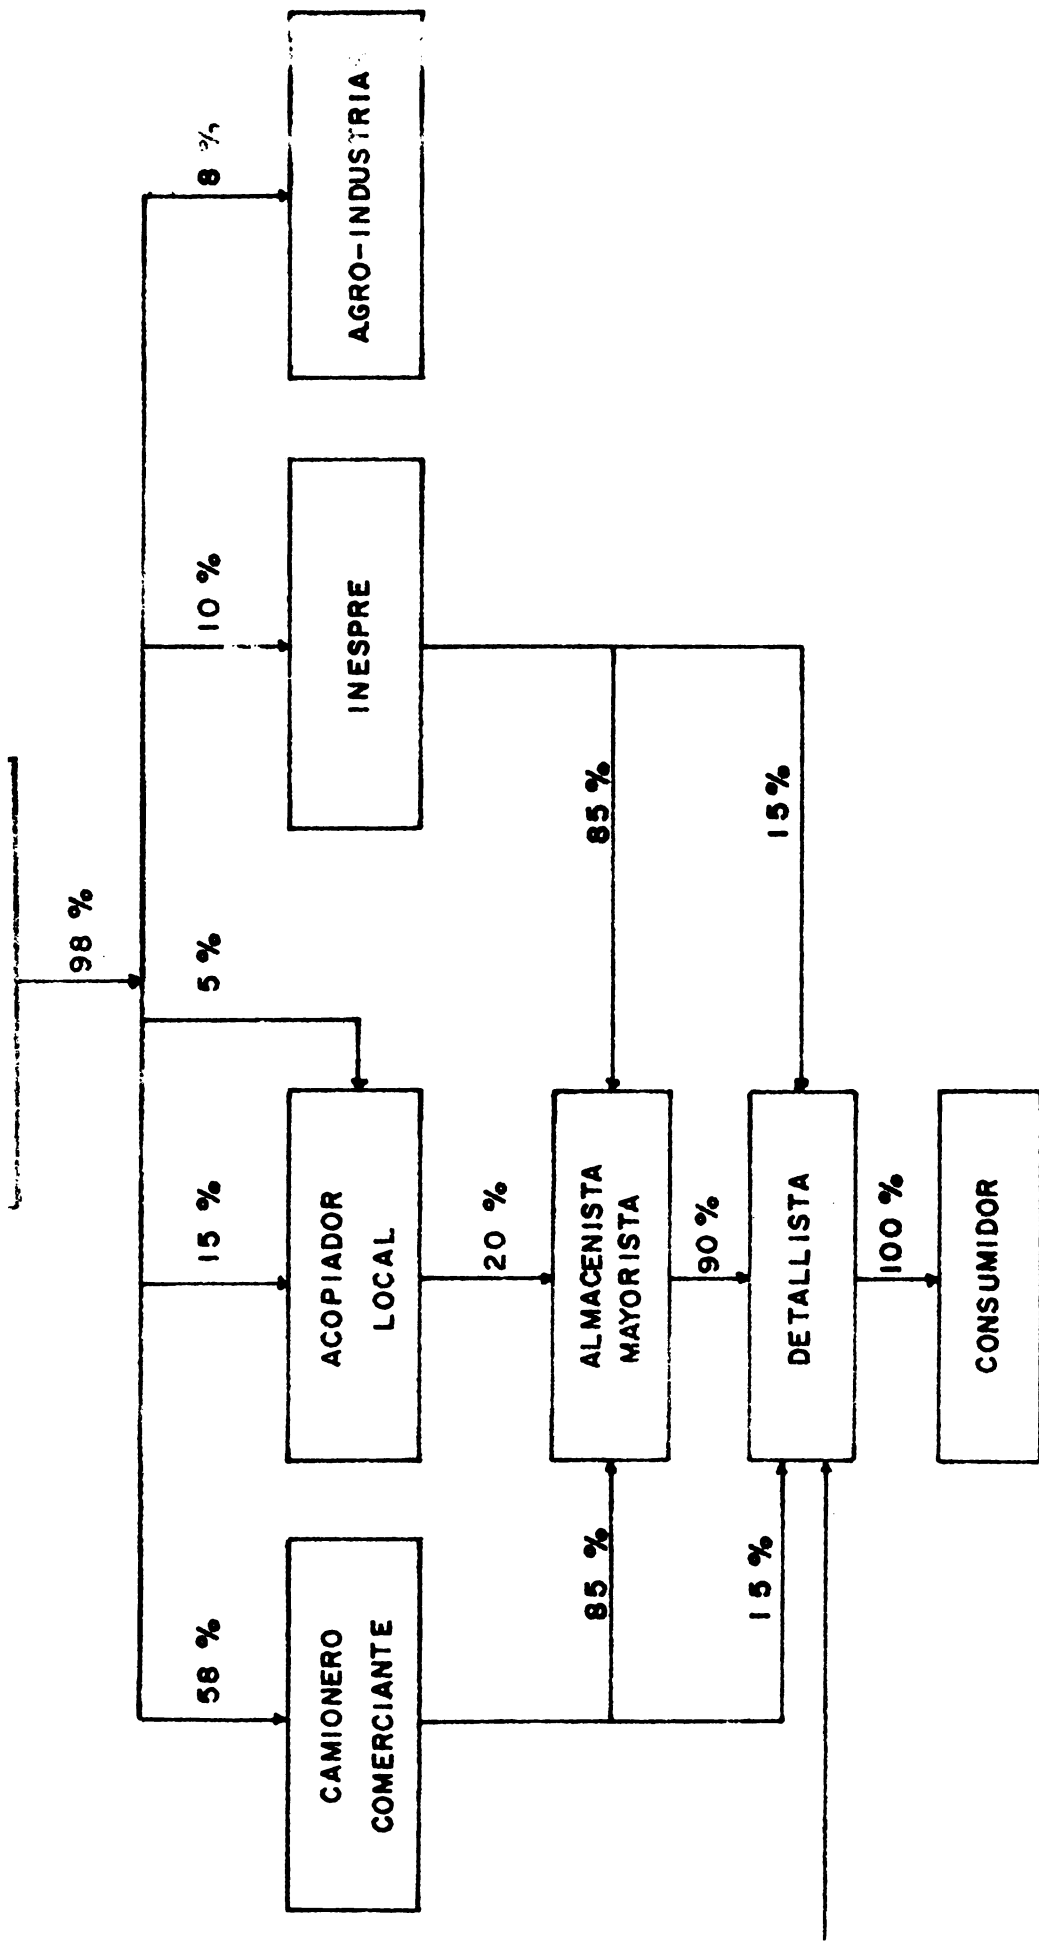 98 %
58 %
15 %
5 %
10 %
8 %
CAMIONERO
COMERCIANTE
ACOPIADOR
LOCAL
INESPRE
AGRO-INDUSTRIA
20 %
85 %
85 %
ALMACENISTA
MAYORISTA
90 %
15 %
15 %
DETALLISTA
100 %
CONSUMIDOR